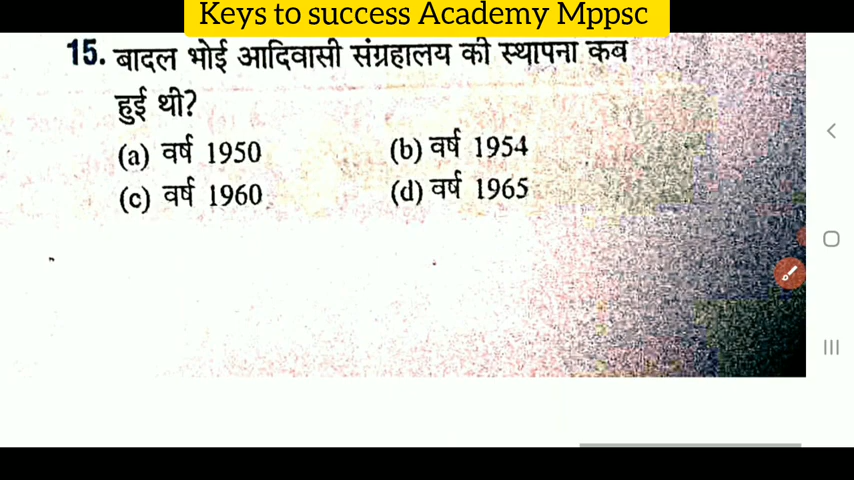 Keys to success Academy Mppsc
15. बादल भोई आदिवासी संग्रहालय की स्थापना कब
हुई थी?
(a) वर्ष 1950 (b) वर्ष 1954
(c) वर्ष 1960 (d) वर्ष 1965